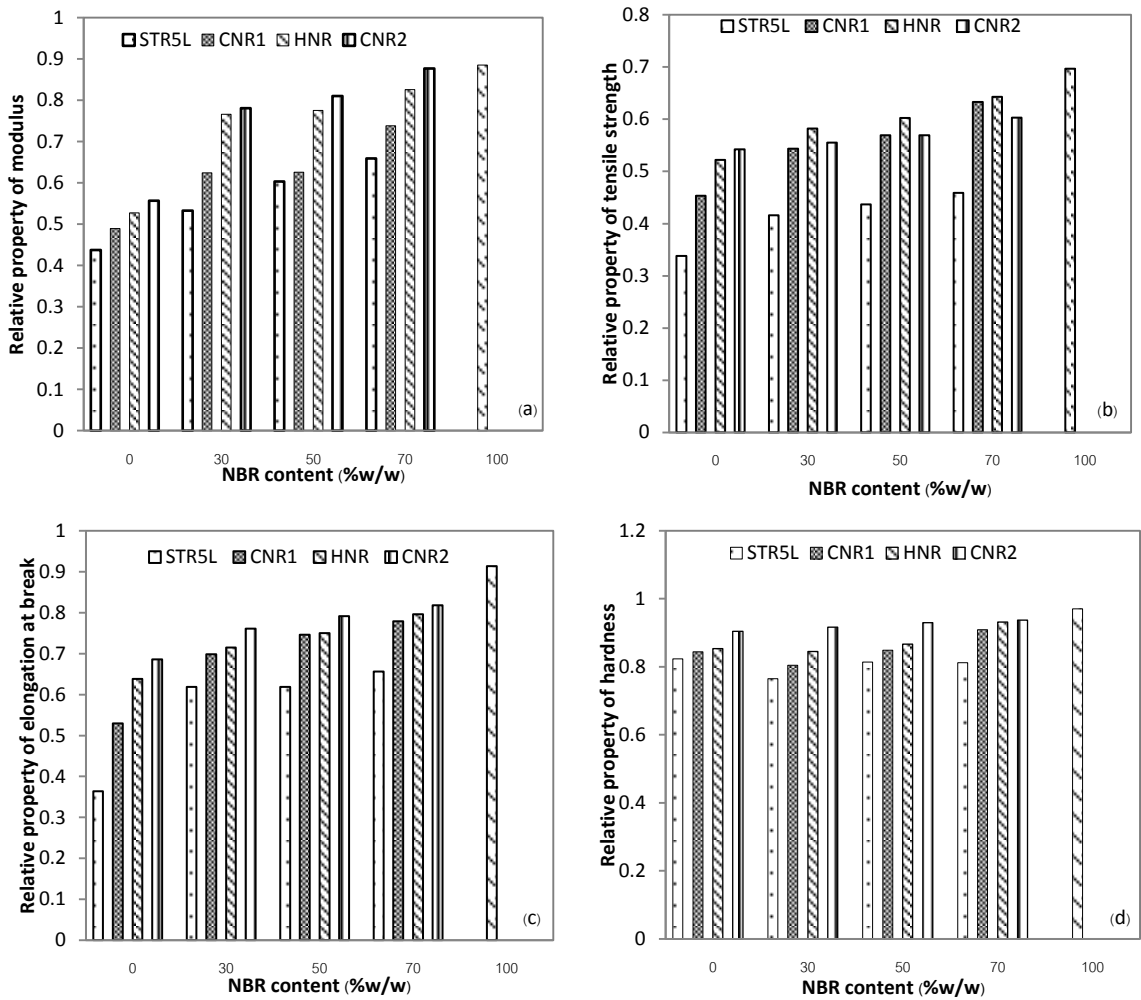 Relative property of modulus
1
0.9
0.8
0.7
0.6
0.5
0.4
0.3
0.2
0.1
0
STR5L CNR1 HNR CNR2
(a)
0 30 50 70 100
NBR content (%w/w)
Relative property of tensile strength
0.8
0.7
0.6
0.5
0.4
0.3
0.2
0.1
0
STR5L CNR1 HNR CNR2
(b)
0 30 50 70 100
NBR content (%w/w)
Relative property of elongation at break
1
0.9
0.8
0.7
0.6
0.5
0.4
0.3
0.2
0.1
0
STR5L CNR1 HNR CNR2
(c)
0 30 50 70 100
NBR content (%w/w)
Relative property of hardness
1.2
1
0.8
0.6
0.4
0.2
0
STR5L CNR1 HNR CNR2
(d)
0 30 50 70 100
NBR content (%w/w)